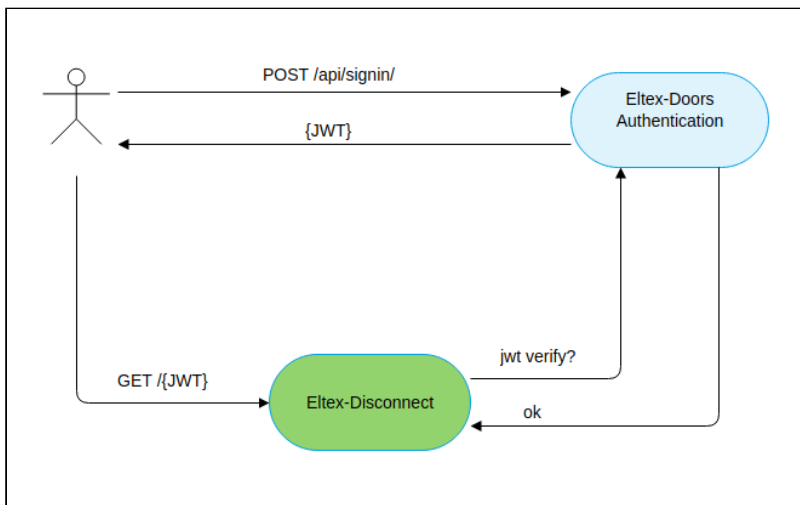 POST /api/signin/
Eltex-Doors
Authentication
{JWT}
jwt verify?
GET /{JWT}
Eltex-Disconnect
ok